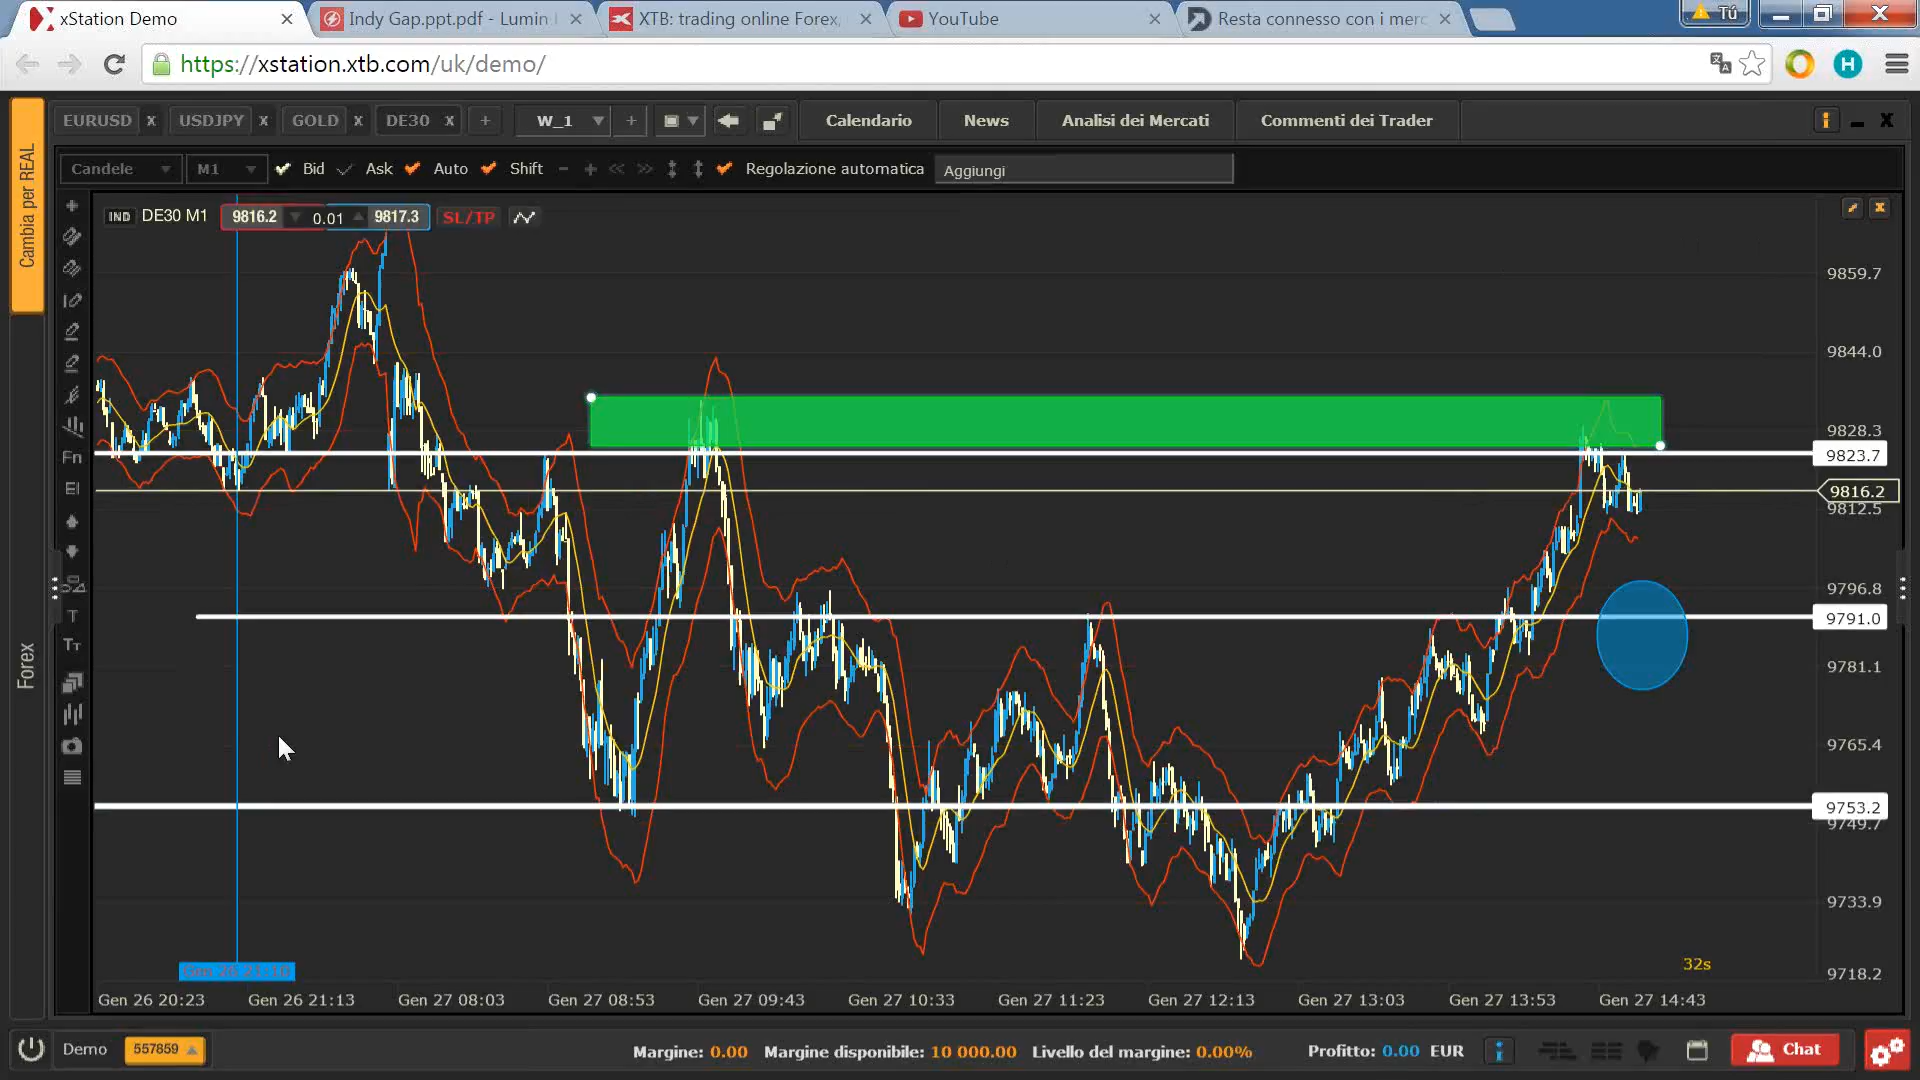 xStation Demo
Indy Gap.ppt.pdf - Lumin
XTB: trading online Forex,
YouTube
Resta connesso con i merc
Tú
https://xstation.xtb.com/uk/demo/
H
Cambia per REAL
Forex
EURUSD x USDJPY x GOLD x DE30 x +
W_1
Calendario
News
Analisi dei Mercati
Commenti dei Trader
Candele
M1
Bid
Ask
Auto
Shift
Regolazione automatica
Aggiungi
IND DE30 M1 9816.2 0.01 9817.3 SL/TP
Fn
EI
T
TT
9859.7
9844.0
9828.3
9823.7
9816.2
9812.5
9796.8
9791.0
9781.1
9765.4
9753.2
9749.7
9733.9
9718.2
32s
Gen 26 20:23
Gen 26 21:13
Gen 27 08:03
Gen 27 08:53
Gen 27 09:43
Gen 27 10:33
Gen 27 11:23
Gen 27 12:13
Gen 27 13:03
Gen 27 13:53
Gen 27 14:43
Demo
557859
Margine: 0.00
Margine disponibile: 10 000.00
Livello del margine: 0.00%
Profitto: 0.00 EUR
Chat